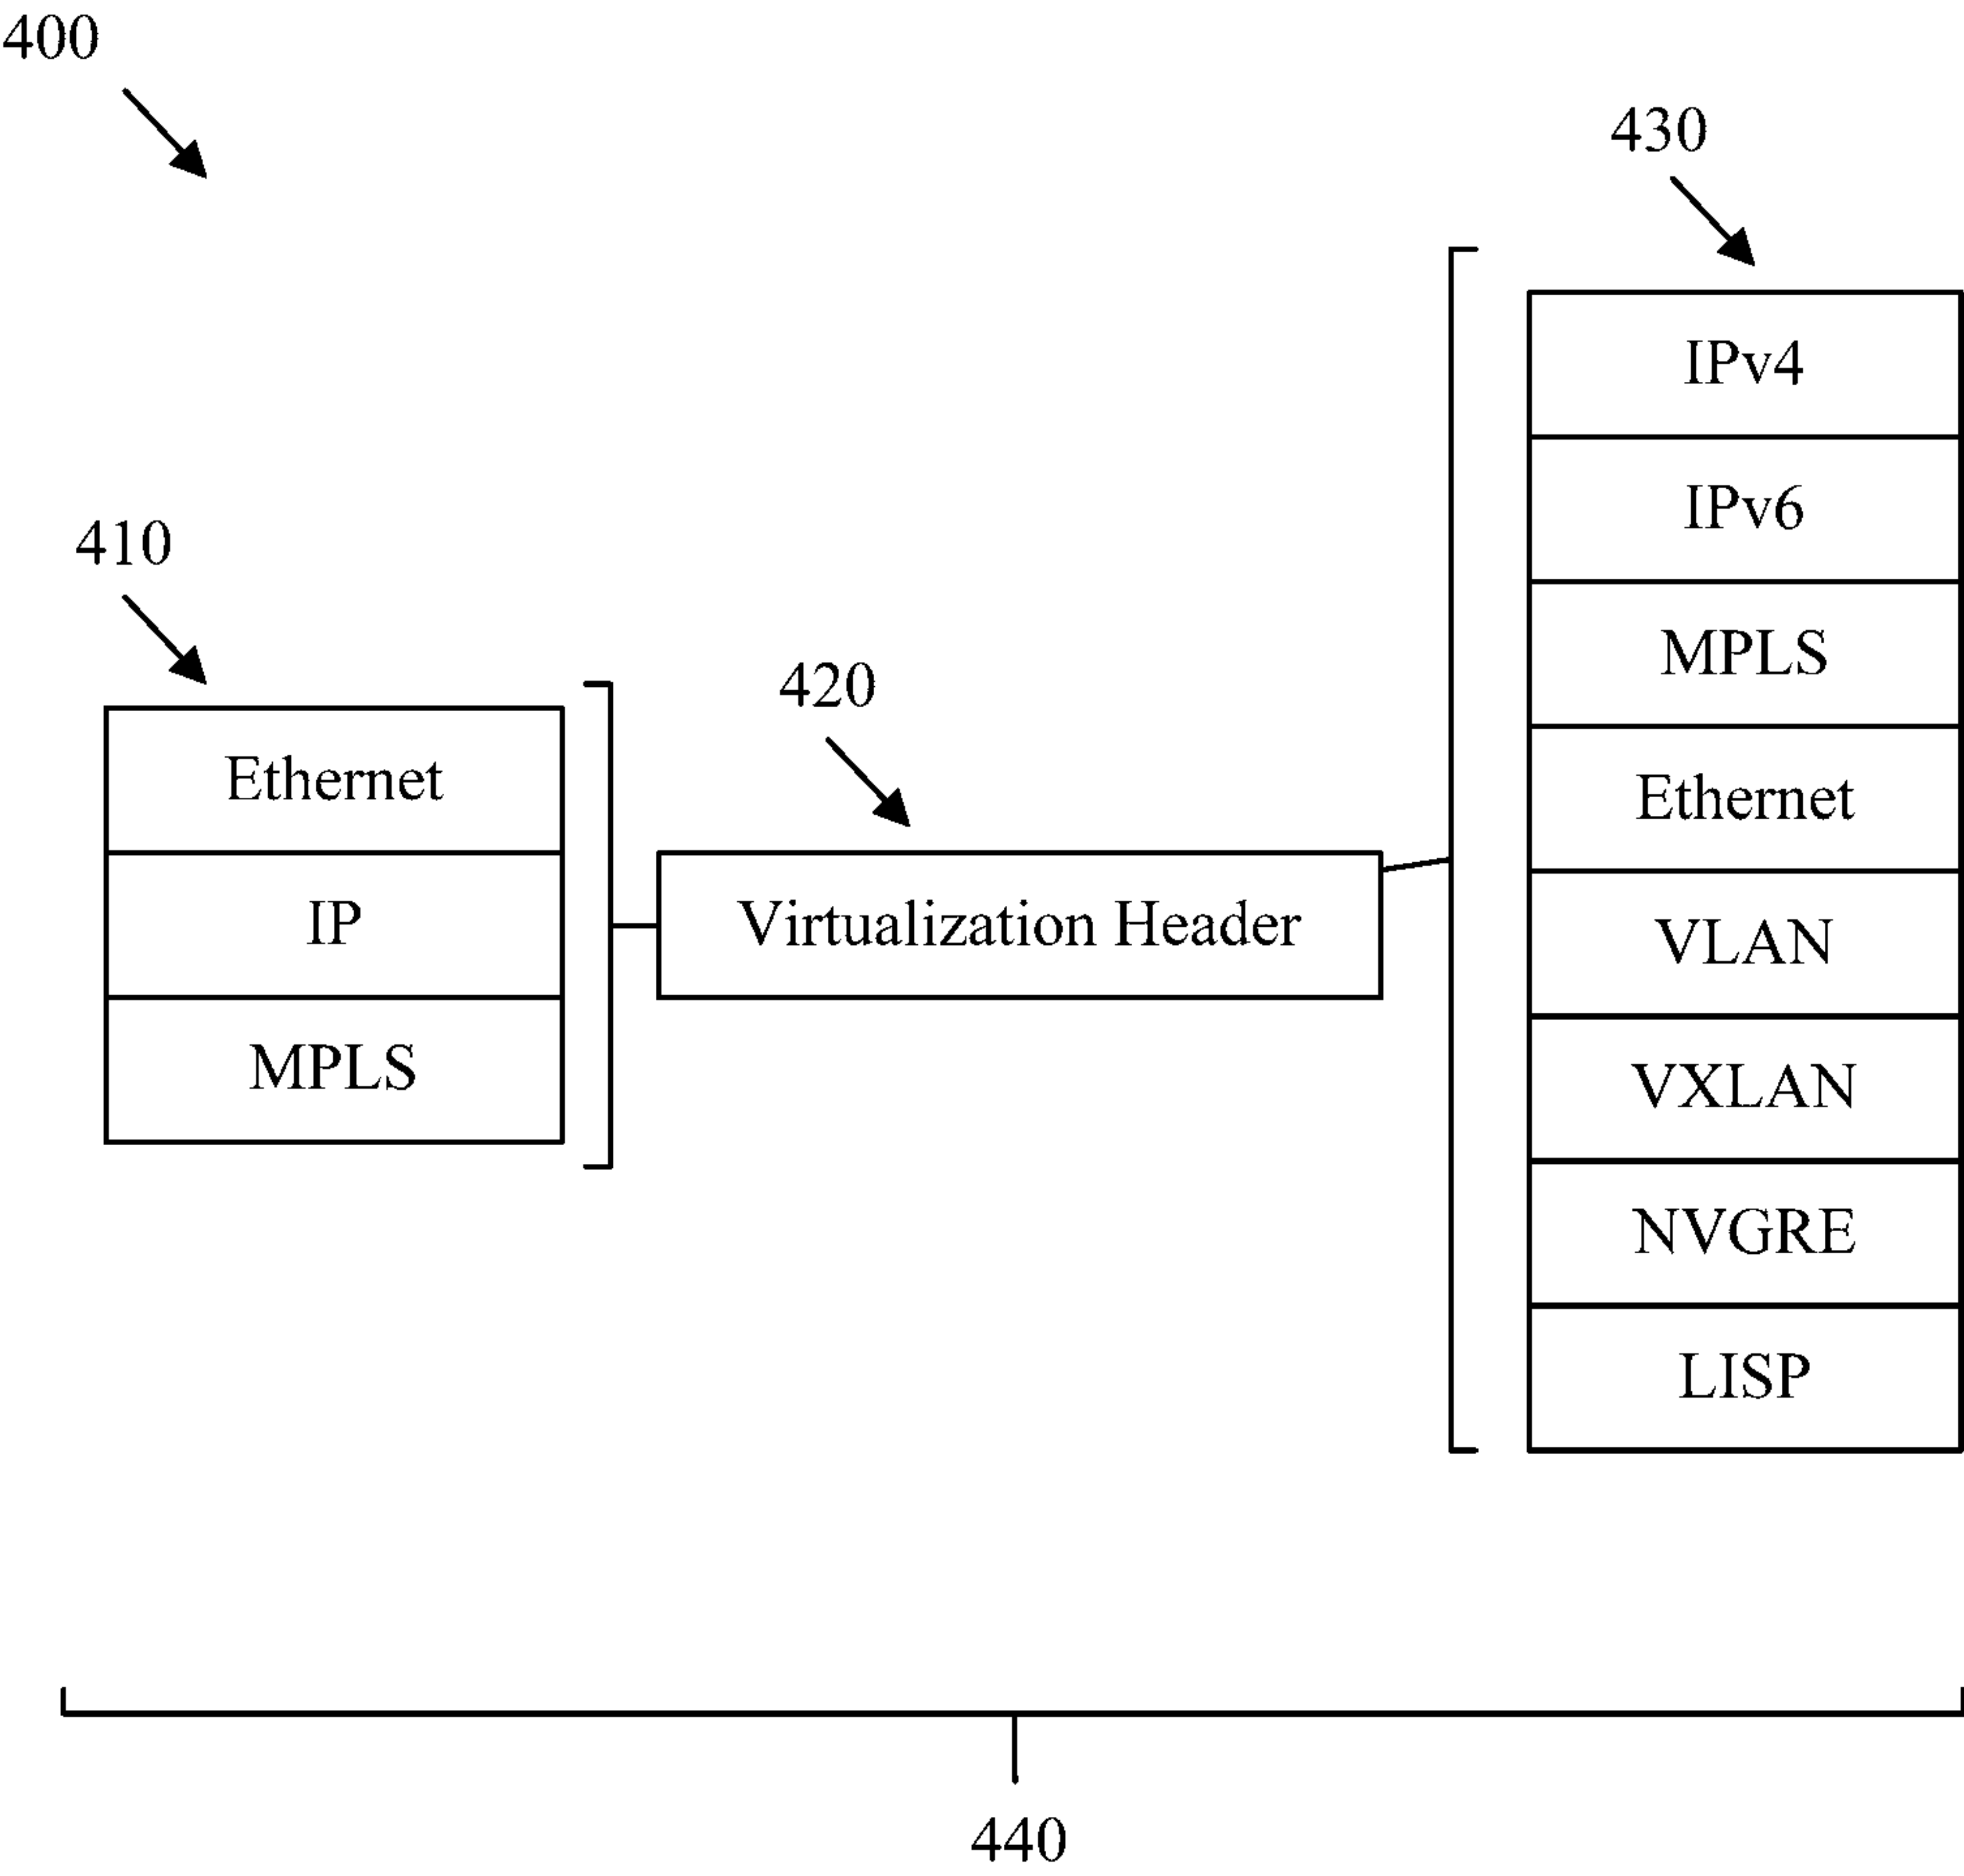 400
430
410
420
Ethernet
IP
MPLS
Virtualization Header
IPv4
IPv6
MPLS
Ethernet
VLAN
VXLAN
NVGRE
LISP
440